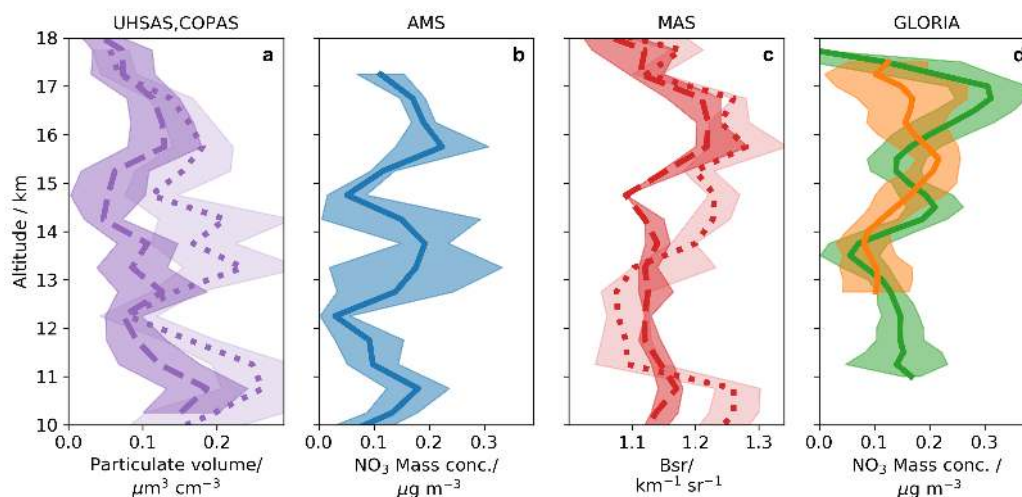 UHSAS,COPAS
AMS
MAS
GLORIA
a
b
c
d
Altitude / km
18
17
16
15
14
13
12
11
10
0.0 0.1 0.2
0.0 0.1 0.2 0.3
1.1 1.2 1.3
0.0 0.1 0.2 0.3
Particulate volume/
μm³ cm⁻³
NO₃ Mass conc./
μg m⁻³
Bsr/
km⁻¹ sr⁻¹
NO₃ Mass conc./
μg m⁻³